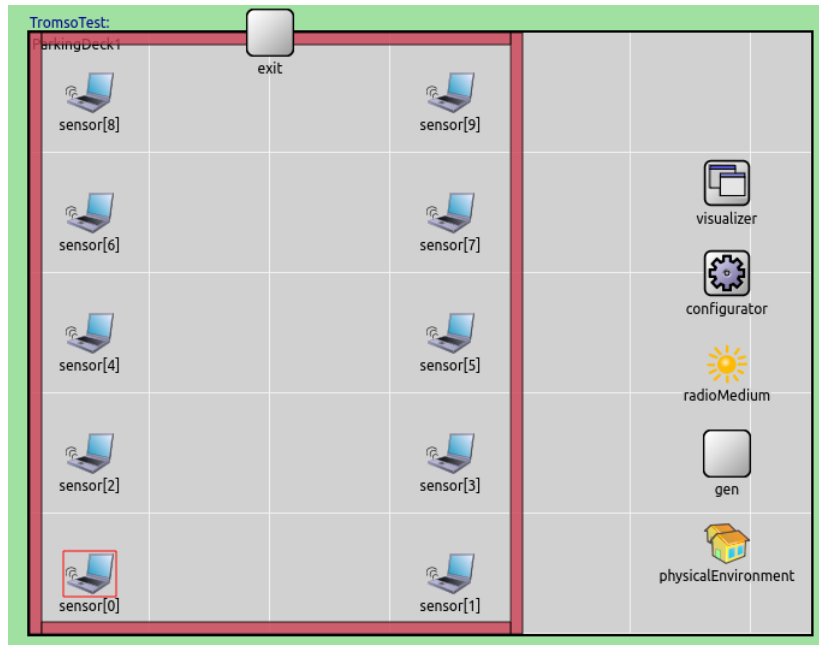 TromsoTest:
ParkingDeck1
exit
sensor[8]
sensor[9]
visualizer
sensor[6]
sensor[7]
configurator
sensor[4]
sensor[5]
radioMedium
sensor[2]
sensor[3]
gen
physicalEnvironment
sensor[0]
sensor[1]